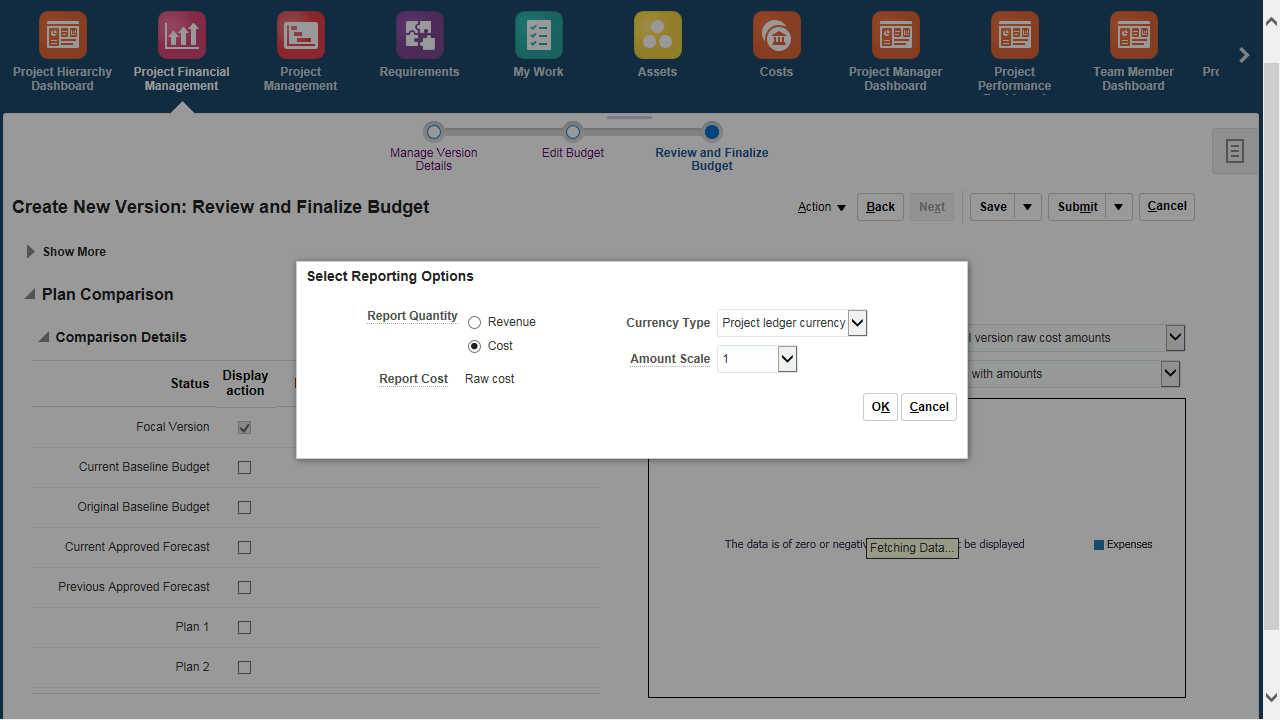 Project Hierarchy
Dashboard
Project Financial
Management
Project
Management
Requirements
My Work
Assets
Costs
Project Manager
Dashboard
Project
Performance
Team Member
Dashboard
Manage Version
Details
Edit Budget
Review and Finalize
Budget
Create New Version: Review and Finalize Budget
Action
Back
Next
Save
Submit
Cancel
Show More
Plan Comparison
Comparison Details
Status
Display
action
Focal Version
Current Baseline Budget
Original Baseline Budget
Current Approved Forecast
Previous Approved Forecast
Plan 1
Plan 2
Select Reporting Options
Report Quantity
Revenue
Cost
Report Cost Raw cost
Currency Type Project ledger currency
Amount Scale 1
OK
Cancel
version raw cost amounts
with amounts
The data is of zero or
be displayed
Fetching Data...
Expenses